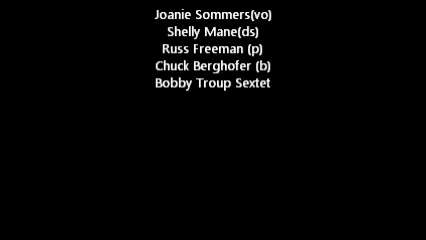 Joanie Sommers(vo)
Shelly Mane(ds)
Russ Freeman (p)
Chuck Berghofer (b)
Bobby Troup Sextet